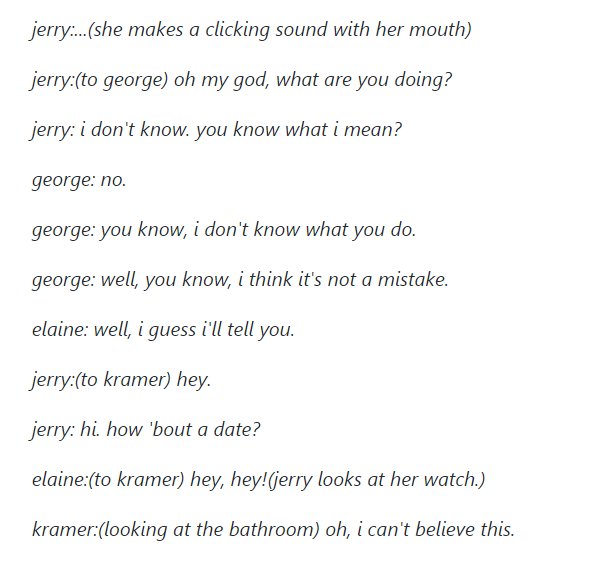 jerry:...(she makes a clicking sound with her mouth)
jerry:(to george) oh my god, what are you doing?
jerry: i don't know. you know what i mean?
george: no.
george: you know, i don't know what you do.
george: well, you know, i think it's not a mistake.
elaine: well, i guess i'll tell you.
jerry:(to kramer) hey.
jerry: hi. how 'bout a date?
elaine:(to kramer) hey, hey!(jerry looks at her watch.)
kramer:(looking at the bathroom) oh, i can't believe this.